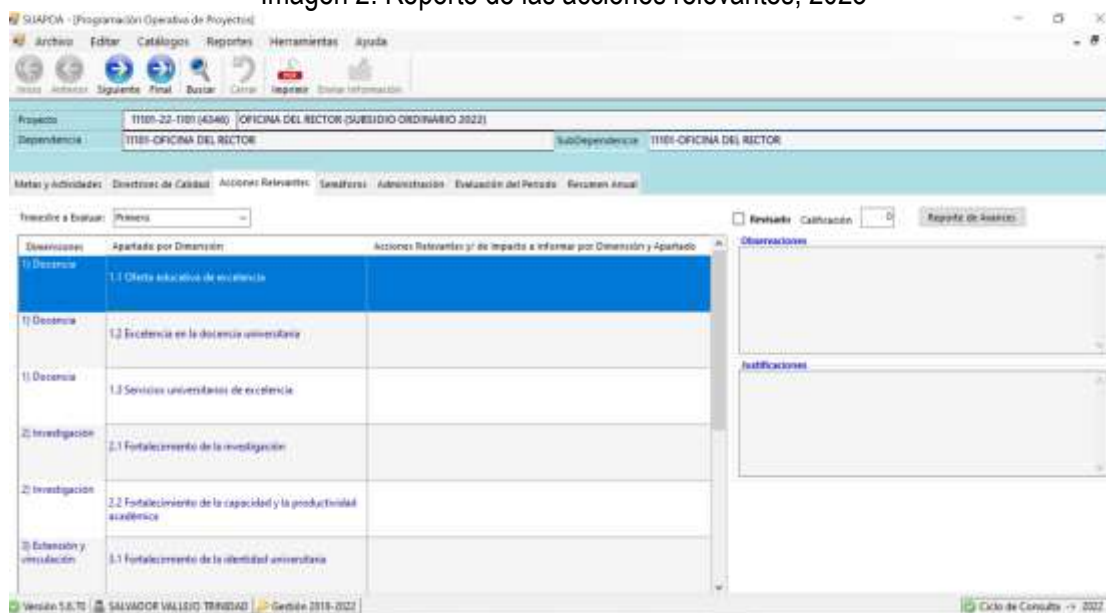 Imagen 2. Reporte de las acciones relevantes, 2023
SUAPOA - [Programación Operativa de Proyectos]
Archivo Editar Catálogos Reportes Herramientas Ayuda
Inicio Anterior Siguiente Final Buscar Cerrar Imprimir Enviar Información
Proyecto 11101-22-1101 (4346) OFICINA DEL RECTOR (SUBSIDIO ORDINARIO 2022)
Dependencia 11101-OFICINA DEL RECTOR SubDependencia 11101-OFICINA DEL RECTOR
Metas y Actividades Directrices de Calidad Acciones Relevantes Semáforos Administración Evaluación del Periodo Resumen Anual
Trimestre a Evaluar: Primero Revisado Calificación 0 Reporte de Avances
Dimensiones Apartado por Dimensión Acciones Relevantes y/ de Impacto a Informar por Dimensión y Apartado Observaciones
1) Docencia 1.1 Oferta educativa de excelencia
1) Docencia 1.2 Excelencia en la docencia universitaria
Justificaciones
1) Docencia 1.3 Servicios universitarios de excelencia
2) Investigación 2.1 Fortalecimiento de la investigación
2) Investigación 2.2 Fortalecimiento de la capacidad y la productividad académica
3) Extensión y vinculación 3.1 Fortalecimiento de la identidad universitaria
Versión 5.8.70 SALVADOR VALLEJO TRINIDAD Gestión 2018-2022 Ciclo de Consulta -> 2022